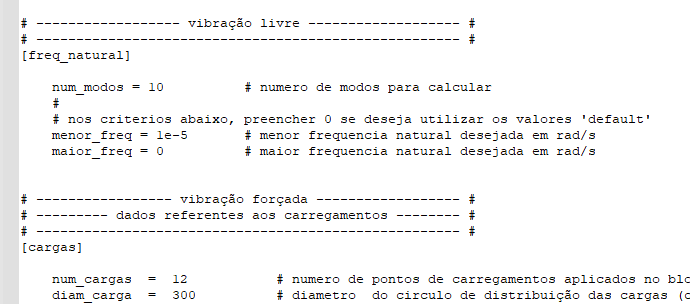 # ------------------ vibração livre ------------------- #
# ----------------------------------------------------- #
[freq_natural]
num_modos = 10 # numero de modos para calcular
#
# nos criterios abaixo, preencher 0 se deseja utilizar os valores 'default'
menor_freq = 1e-5 # menor frequencia natural desejada em rad/s
maior_freq = 0 # maior frequencia natural desejada em rad/s
# ----------------- vibração forçada ------------------ #
# --------- dados referentes aos carregamentos -------- #
# ----------------------------------------------------- #
[cargas]
num_cargas = 12 # numero de pontos de carregamentos aplicados no blo
diam_carga = 300 # diametro do circulo de distribuição das cargas (